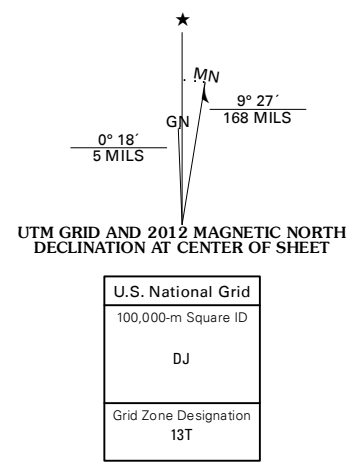 ★
MN
GN
9° 27´
168 MILS
0° 18´
5 MILS
UTM GRID AND 2012 MAGNETIC NORTH
DECLINATION AT CENTER OF SHEET
U.S. National Grid
100,000-m Square ID
DJ
Grid Zone Designation
13T